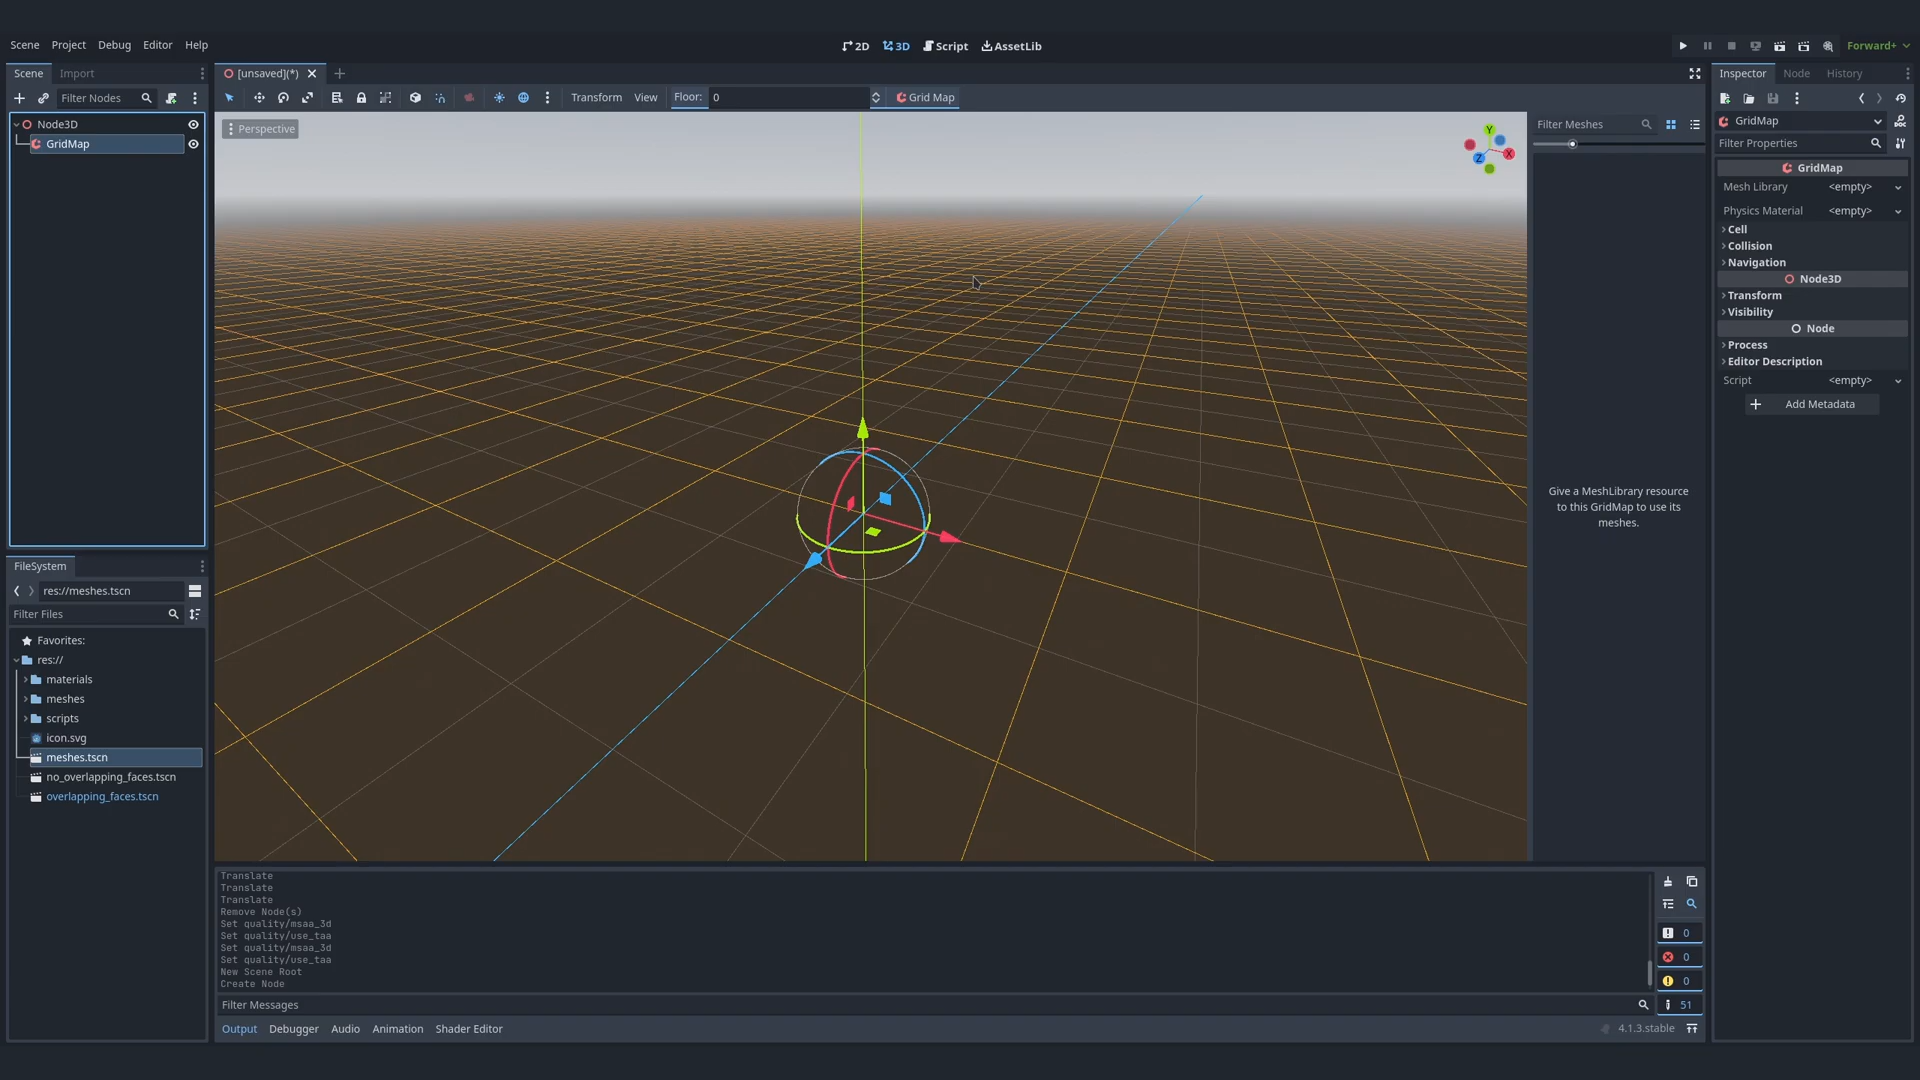 Scene Project Debug Editor Help
2D 3D Script AssetLib
Forward+
Scene Import
[unsaved](*)
Inspector Node History
Filter Nodes
Transform View Floor: 0 Grid Map
Node3D
GridMap
Perspective
Y
X
Z
Filter Meshes
Give a MeshLibrary resource
to this GridMap to use its
meshes.
GridMap
Filter Properties
GridMap
Mesh Library <empty>
Physics Material <empty>
Cell
Collision
Navigation
Node3D
Transform
Visibility
Node
Process
Editor Description
Script <empty>
Add Metadata
FileSystem
res://meshes.tscn
Filter Files
Favorites:
res://
materials
meshes
scripts
icon.svg
meshes.tscn
no_overlapping_faces.tscn
overlapping_faces.tscn
Translate
Translate
Translate
Remove Node(s)
Set quality/msaa_3d
Set quality/use_taa
Set quality/msaa_3d
Set quality/use_taa
New Scene Root
Create Node
0
0
0
51
Filter Messages
Output Debugger Audio Animation Shader Editor
4.1.3.stable